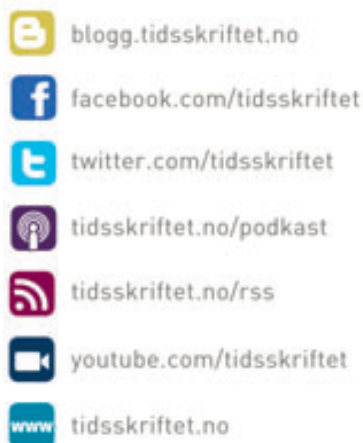 blogg.tidsskriftet.no
facebook.com/tidsskriftet
twitter.com/tidsskriftet
tidsskriftet.no/podkast
tidsskriftet.no/rss
youtube.com/tidsskriftet
www tidsskriftet.no